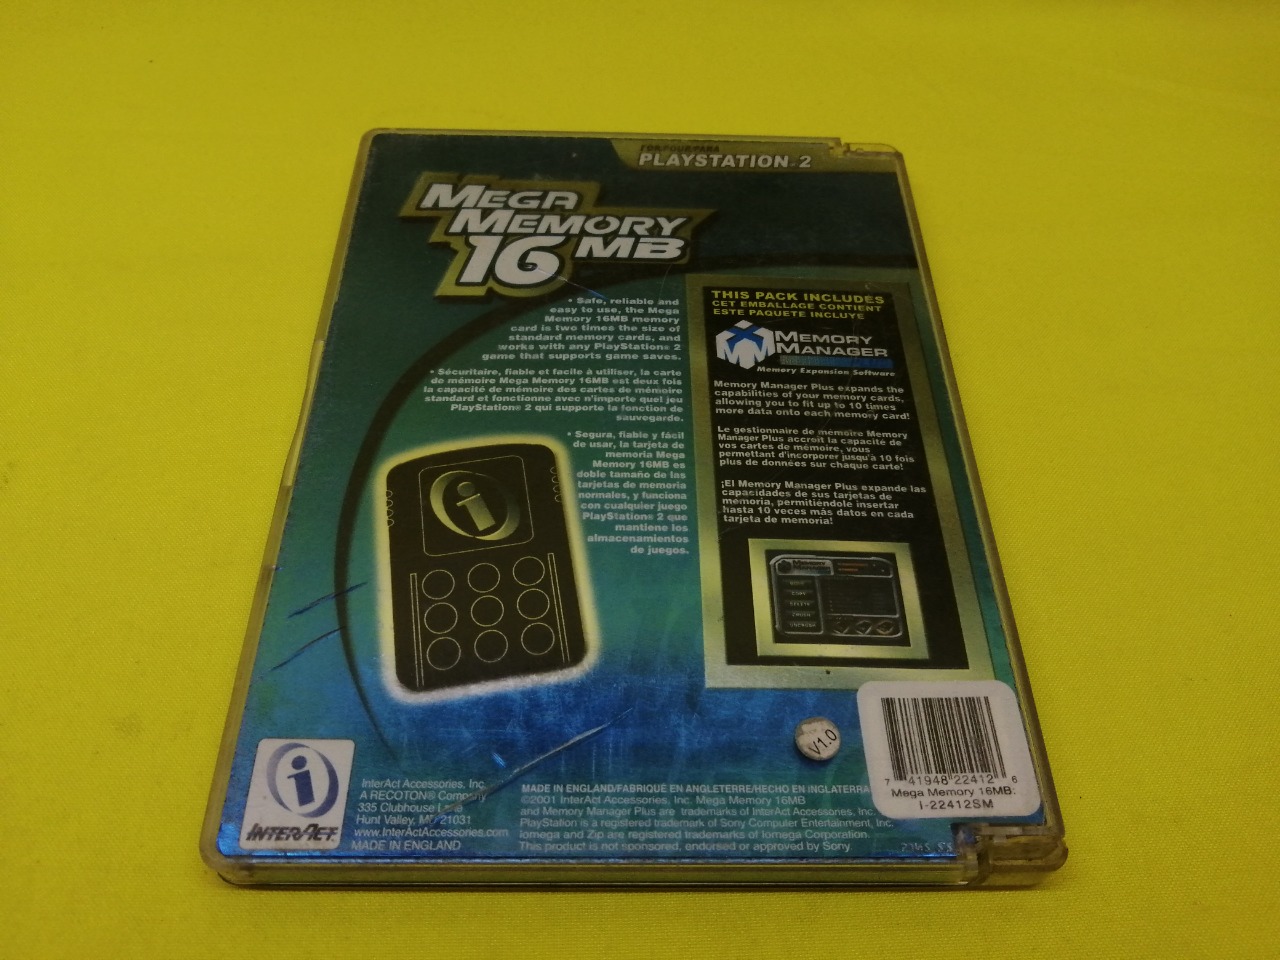 FOR/POUR/PARA
PLAYSTATION 2
MEGA
MEMORY
16 MB
• Safe, reliable and
easy to use, the Mega
Memory 16MB memory
card is two times the size of
standard memory cards, and
works with any PlayStation® 2
game that supports game saves.
• Sécuritaire, fiable et facile à utiliser, la carte
de mémoire Mega Memory 16MB est deux fois
la capacité de mémoire des cartes de mémoire
standard et fonctionne avec n'importe quel jeu
PlayStation® 2 qui supporte la fonction de
sauvegarde.
• Segura, fiable y fácil
de usar, la tarjeta de
memoria Mega
Memory 16MB es
doble tamaño de las
tarjetas de memoria
normales, y funciona
con cualquier juego
PlayStation® 2 que
mantiene los
almacenamientos
de juegos.
THIS PACK INCLUDES
CET EMBALLAGE CONTIENT
ESTE PAQUETE INCLUYE
MEMORY
MANAGER
Memory Expansion Software
Memory Manager Plus expands the
capabilities of your memory cards,
allowing you to fit up to 10 times
more data onto each memory card!
Le gestionnaire de mémoire Memory
Manager Plus accroît la capacité de
vos cartes de mémoire, vous
permettant d'incorporer jusqu'à 10 fois
plus de données sur chaque carte!
¡El Memory Manager Plus expande las
capacidades de sus tarjetas de
memoria, permitiéndole insertar
hasta 10 veces más datos en cada
tarjeta de memoria!
Memory
COPY
DELETE
i
V1.0
7 41948 22412 6
Mega Memory 16MB:
I-22412SM
i
INTERACT
InterAct Accessories, Inc.
A RECOTON® Company
335 Clubhouse Lane
Hunt Valley, MD 21031
www.InterActAccessories.com
MADE IN ENGLAND
MADE IN ENGLAND/FABRIQUÉ EN ANGLETERRE/HECHO EN INGLATERRA
©2001 InterAct Accessories, Inc. Mega Memory 16MB
and Memory Manager Plus are trademarks of InterAct Accessories, Inc.
PlayStation is a registered trademark of Sony Computer Entertainment, Inc.
Iomega and Zip are registered trademarks of Iomega Corporation.
This product is not sponsored, endorsed or approved by Sony.